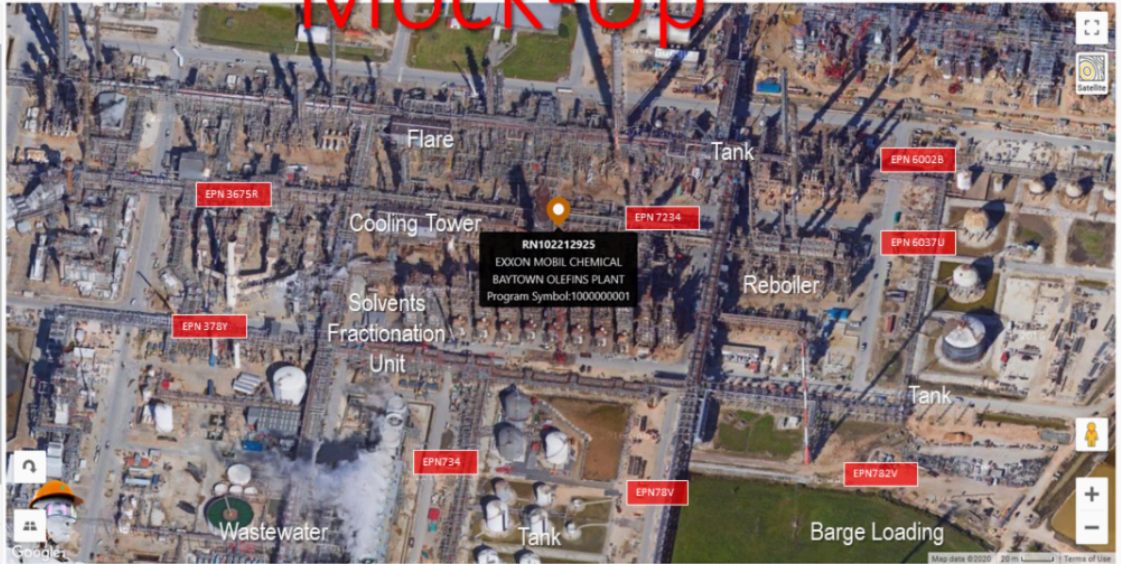 Mock-Up
Satellite
Flare
Tank
EPN 6002B
EPN 3675R
Cooling Tower
EPN 7234
RN102212925
EXXON MOBIL CHEMICAL
BAYTOWN OLEFINS PLANT
Program Symbol:1000000001
EPN 6037U
Reboiler
Solvents
Fractionation
Unit
EPN 378Y
Tank
EPN734
EPN78V
EPN782V
Wastewater
Tank
Barge Loading
Google
Map data ©2020 20 m Terms of Use